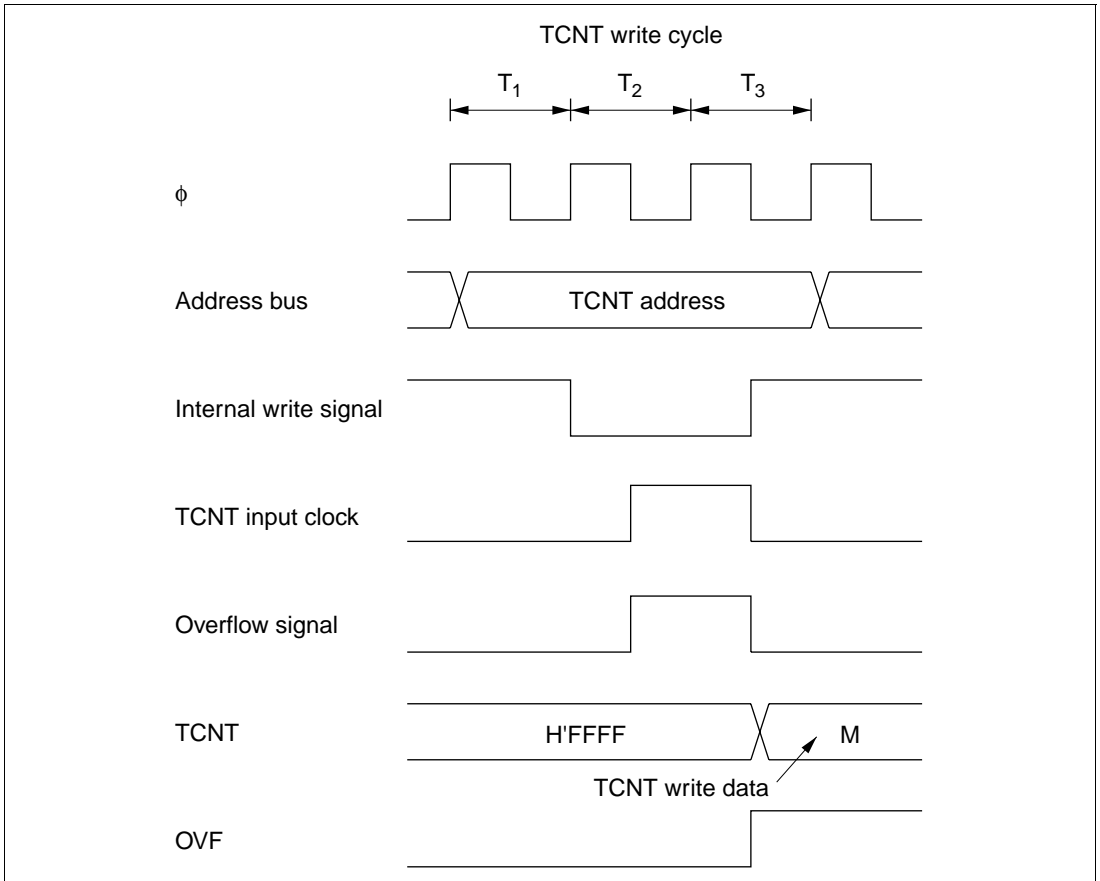 TCNT write cycle
T1 T2 T3
φ
Address bus TCNT address
Internal write signal
TCNT input clock
Overflow signal
TCNT H'FFFF M
TCNT write data
OVF